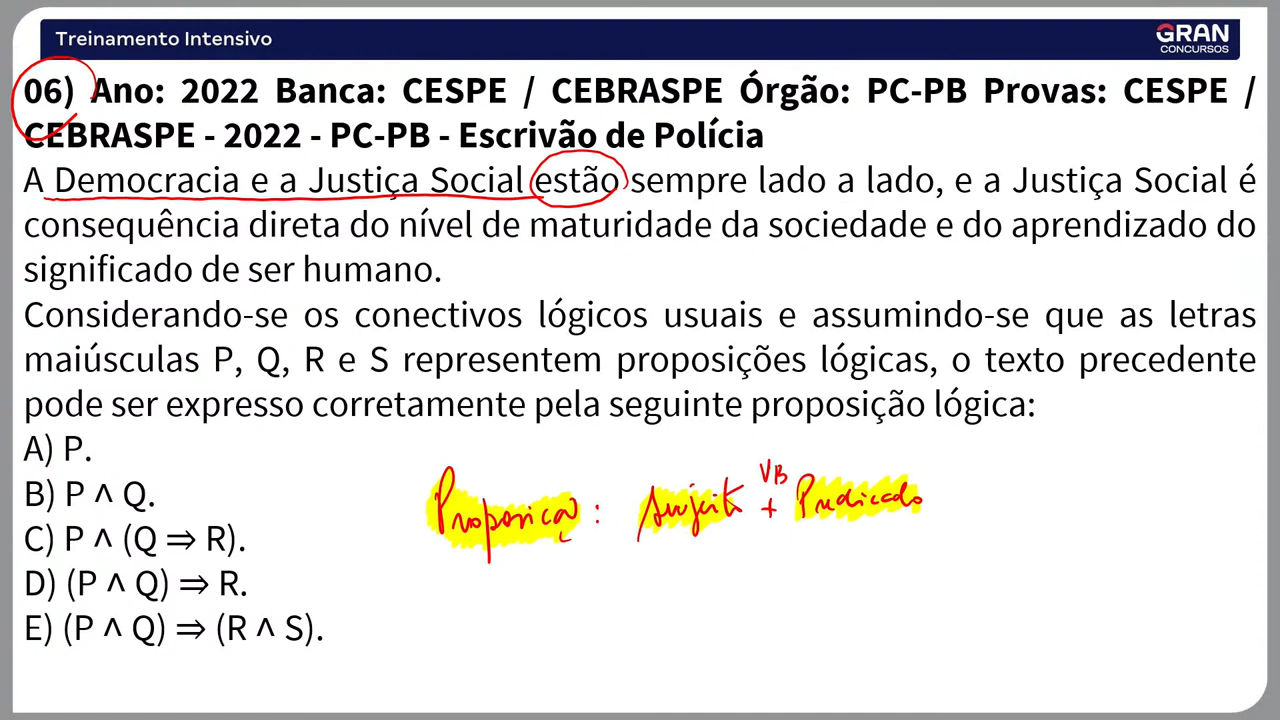 Treinamento Intensivo
GRAN
CONCURSOS
06) Ano: 2022 Banca: CESPE / CEBRASPE Órgão: PC-PB Provas: CESPE /
CEBRASPE - 2022 - PC-PB - Escrivão de Polícia
A Democracia e a Justiça Social estão sempre lado a lado, e a Justiça Social é
consequência direta do nível de maturidade da sociedade e do aprendizado do
significado de ser humano.
Considerando-se os conectivos lógicos usuais e assumindo-se que as letras
maiúsculas P, Q, R e S representem proposições lógicas, o texto precedente
pode ser expresso corretamente pela seguinte proposição lógica:
A) P.
B) P ∧ Q.
C) P ∧ (Q ⇒ R).
D) (P ∧ Q) ⇒ R.
E) (P ∧ Q) ⇒ (R ∧ S).
VB
Proposição : Sujeito + Predicado